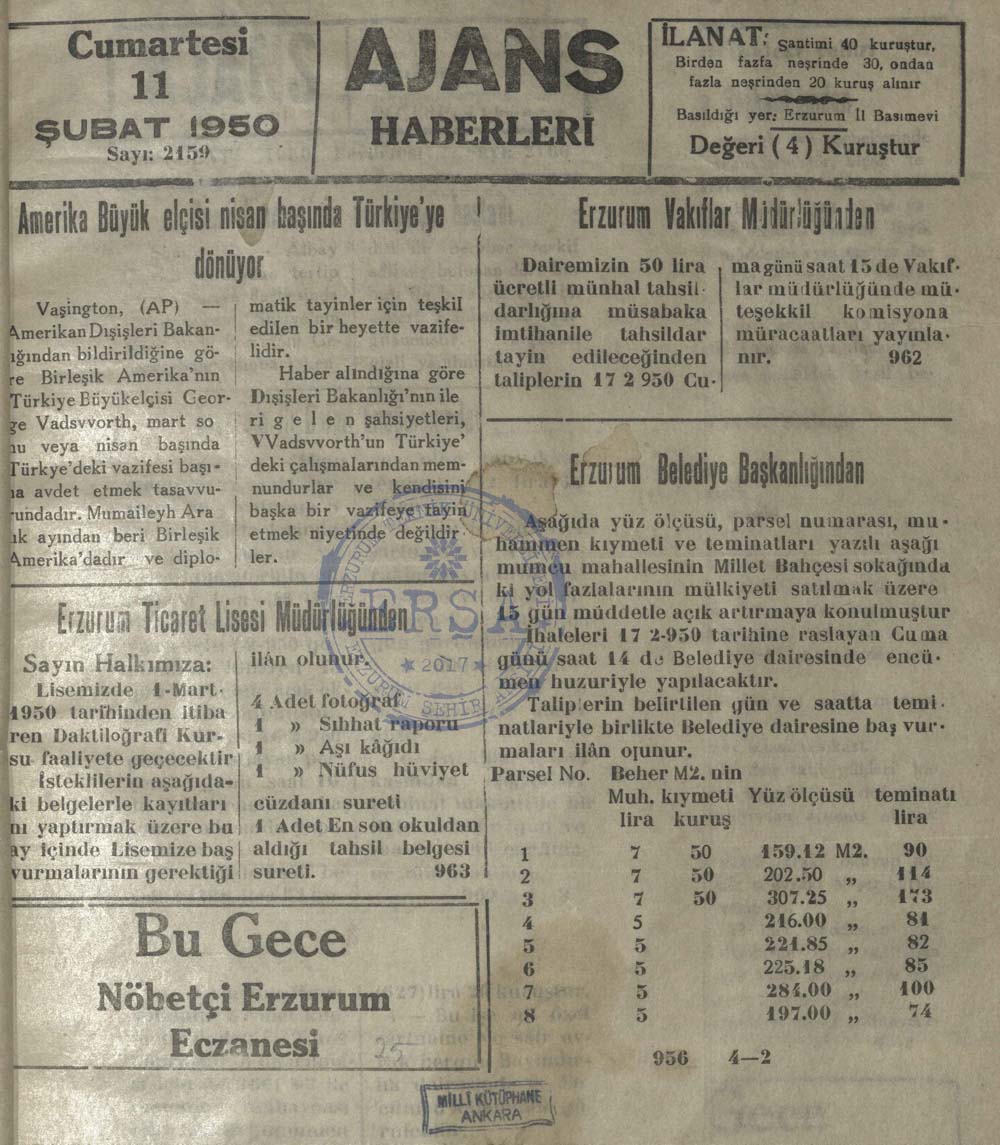 Cumartesi
11
ŞUBAT 1950
Sayı: 2159
AJANS
HABERLERİ
İLANAT: Santimi 40 kuruştur,
Birden fazfa neşrinde 30, ondan
fazla neşrinden 20 kuruş alınır
Basıldığı yer: Erzurum İl Basımevi
Değeri ( 4 ) Kuruştur
Amerika Büyük elçisi nisan başında Türkiye'ye
dönüyor
Vaşington, (AP) —
Amerikan Dışişleri Bakan-
ığından bildirildiğine gö-
re Birleşik Amerika'nın
Türkiye Büyükelçisi Geor-
ge Vadsvvorth, mart so
nu veya nisan başında
Türkye'deki vazifesi başı-
na avdet etmek tasavvu-
rundadır. Mumaileyh Ara
ık ayından beri Birleşik
Amerika'dadır ve diplo-
matik tayinler için teşkil
edilen bir heyette vazife-
lidir.
Haber alındığına göre
Dışişleri Bakanlığı'nın ile
ri gelen şahsiyetleri,
VVadsvvorth'un Türkiye'
deki çalışmalarından mem-
nundurlar ve kendisini
başka bir vazifeye tayin
etmek niyetinde değildir
ler.
Erzurum Ticaret Lisesi Müdürlüğünden
Sayın Halkımıza:
Lisemizde 1-Mart-
1950 tarihinden itiba
ren Daktiloğrafi Kur-
su faaliyete geçecektir
İsteklilerin aşağıda-
ki belgelerle kayıtları
nı yaptırmak üzere bu
ay içinde Lisemize baş
vurmalarının gerektiği
ilân olunur.
4 Adet fotoğraf
1 » Sıhhat raporu
1 » Aşı kâğıdı
1 » Nüfus hüviyet
cüzdanı sureti
1 Adet En son okuldan
aldığı tahsil belgesi
sureti. 963
Bu Gece
Nöbetçi Erzurum
Eczanesi
25
Erzurum Vakıflar Müdürlüğünden
Dairemizin 50 lira
ücretli münhal tahsil-
darlığına müsabaka
imtihanile tahsildar
tayin edileceğinden
taliplerin 17 2 950 Cu-
ma günü saat 15 de Vakıf-
lar müdürlüğünde mü-
teşekkil komisyona
müracaatları yayınla-
nır. 962
Erzurum Belediye Başkanlığından
Aşağıda yüz ölçüsü, parsel numarası, mu-
hammen kıymeti ve teminatları yazılı aşağı
mumcu mahallesinin Millet Bahçesi sokağında
ki yol fazlalarının mülkiyeti satılmak üzere
15 gün müddetle açık artırmaya konulmuştur
İhaleleri 17 2-950 tarihine raslayan Cuma
günü saat 14 de Belediye dairesinde encü-
men huzuriyle yapılacaktır.
Taliplerin belirtilen gün ve saatta temi-
natlariyle birlikte Belediye dairesine baş vur-
maları ilân olunur.
Parsel No. Beher M2. nin
Muh. kıymeti Yüz ölçüsü teminatı
lira kuruş lira
1 7 50 159.12 M2. 90
2 7 50 202.50 „ 114
3 7 50 307.25 „ 173
4 5 216.00 „ 81
5 5 221.85 „ 82
6 5 225.18 „ 85
7 5 284.00 „ 100
8 5 197.00 „ 74
956 4—2
ERZURUM TEKNİK ÜNİVERSİTESİ
ERŞA
★ 2017 ★
MİLLÎ KÜTÜPHANE
ANKARA